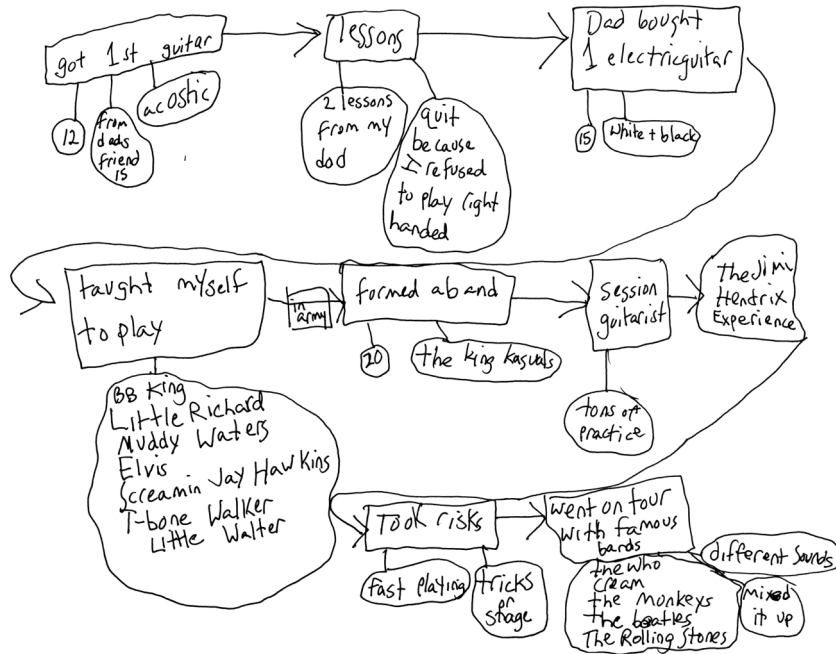 got 1st guitar
12
from
dads
friend
15
acostic
lessons
2 lessons
from my
dod
quit
because
I refused
to play right
handed
Dad bought
1 electricguitar
15
White + black
taught myself
to play
BB King
Little Richard
Muddy Waters
Elvis
Screamin Jay Hawkins
T-bone Walker
Little Walter
in
army
formed a band
20
the king kasuals
session
guitarist
tons of
practice
The Jimi
Hendrix
Experience
Took risks
fast playing
tricks
on
stage
went on tour
with famous
bands
the who
Cream
the monkeys
the beatles
The Rolling Stones
different sounds
mixed
it up